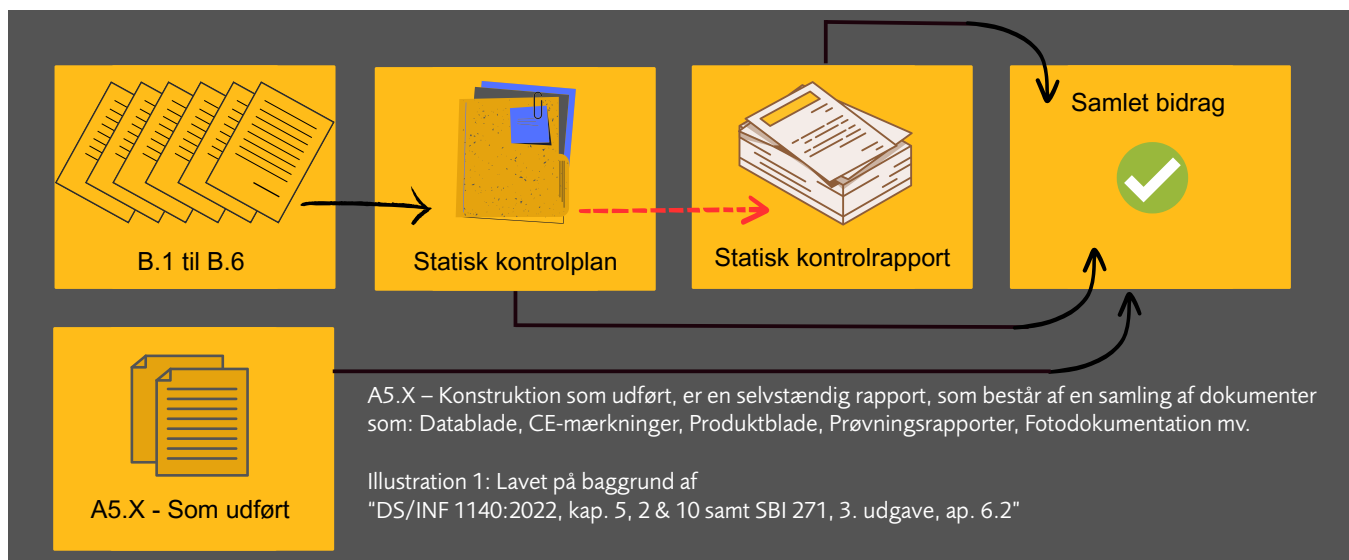 B.1 til B.6
Statisk kontrolplan
Statisk kontrolrapport
Samlet bidrag
A5.X - Som udført
A5.X – Konstruktion som udført, er en selvstændig rapport, som består af en samling af dokumenter
som: Datablade, CE-mærkninger, Produktblade, Prøvningsrapporter, Fotodokumentation mv.
Illustration 1: Lavet på baggrund af
"DS/INF 1140:2022, kap. 5, 2 & 10 samt SBI 271, 3. udgave, ap. 6.2"